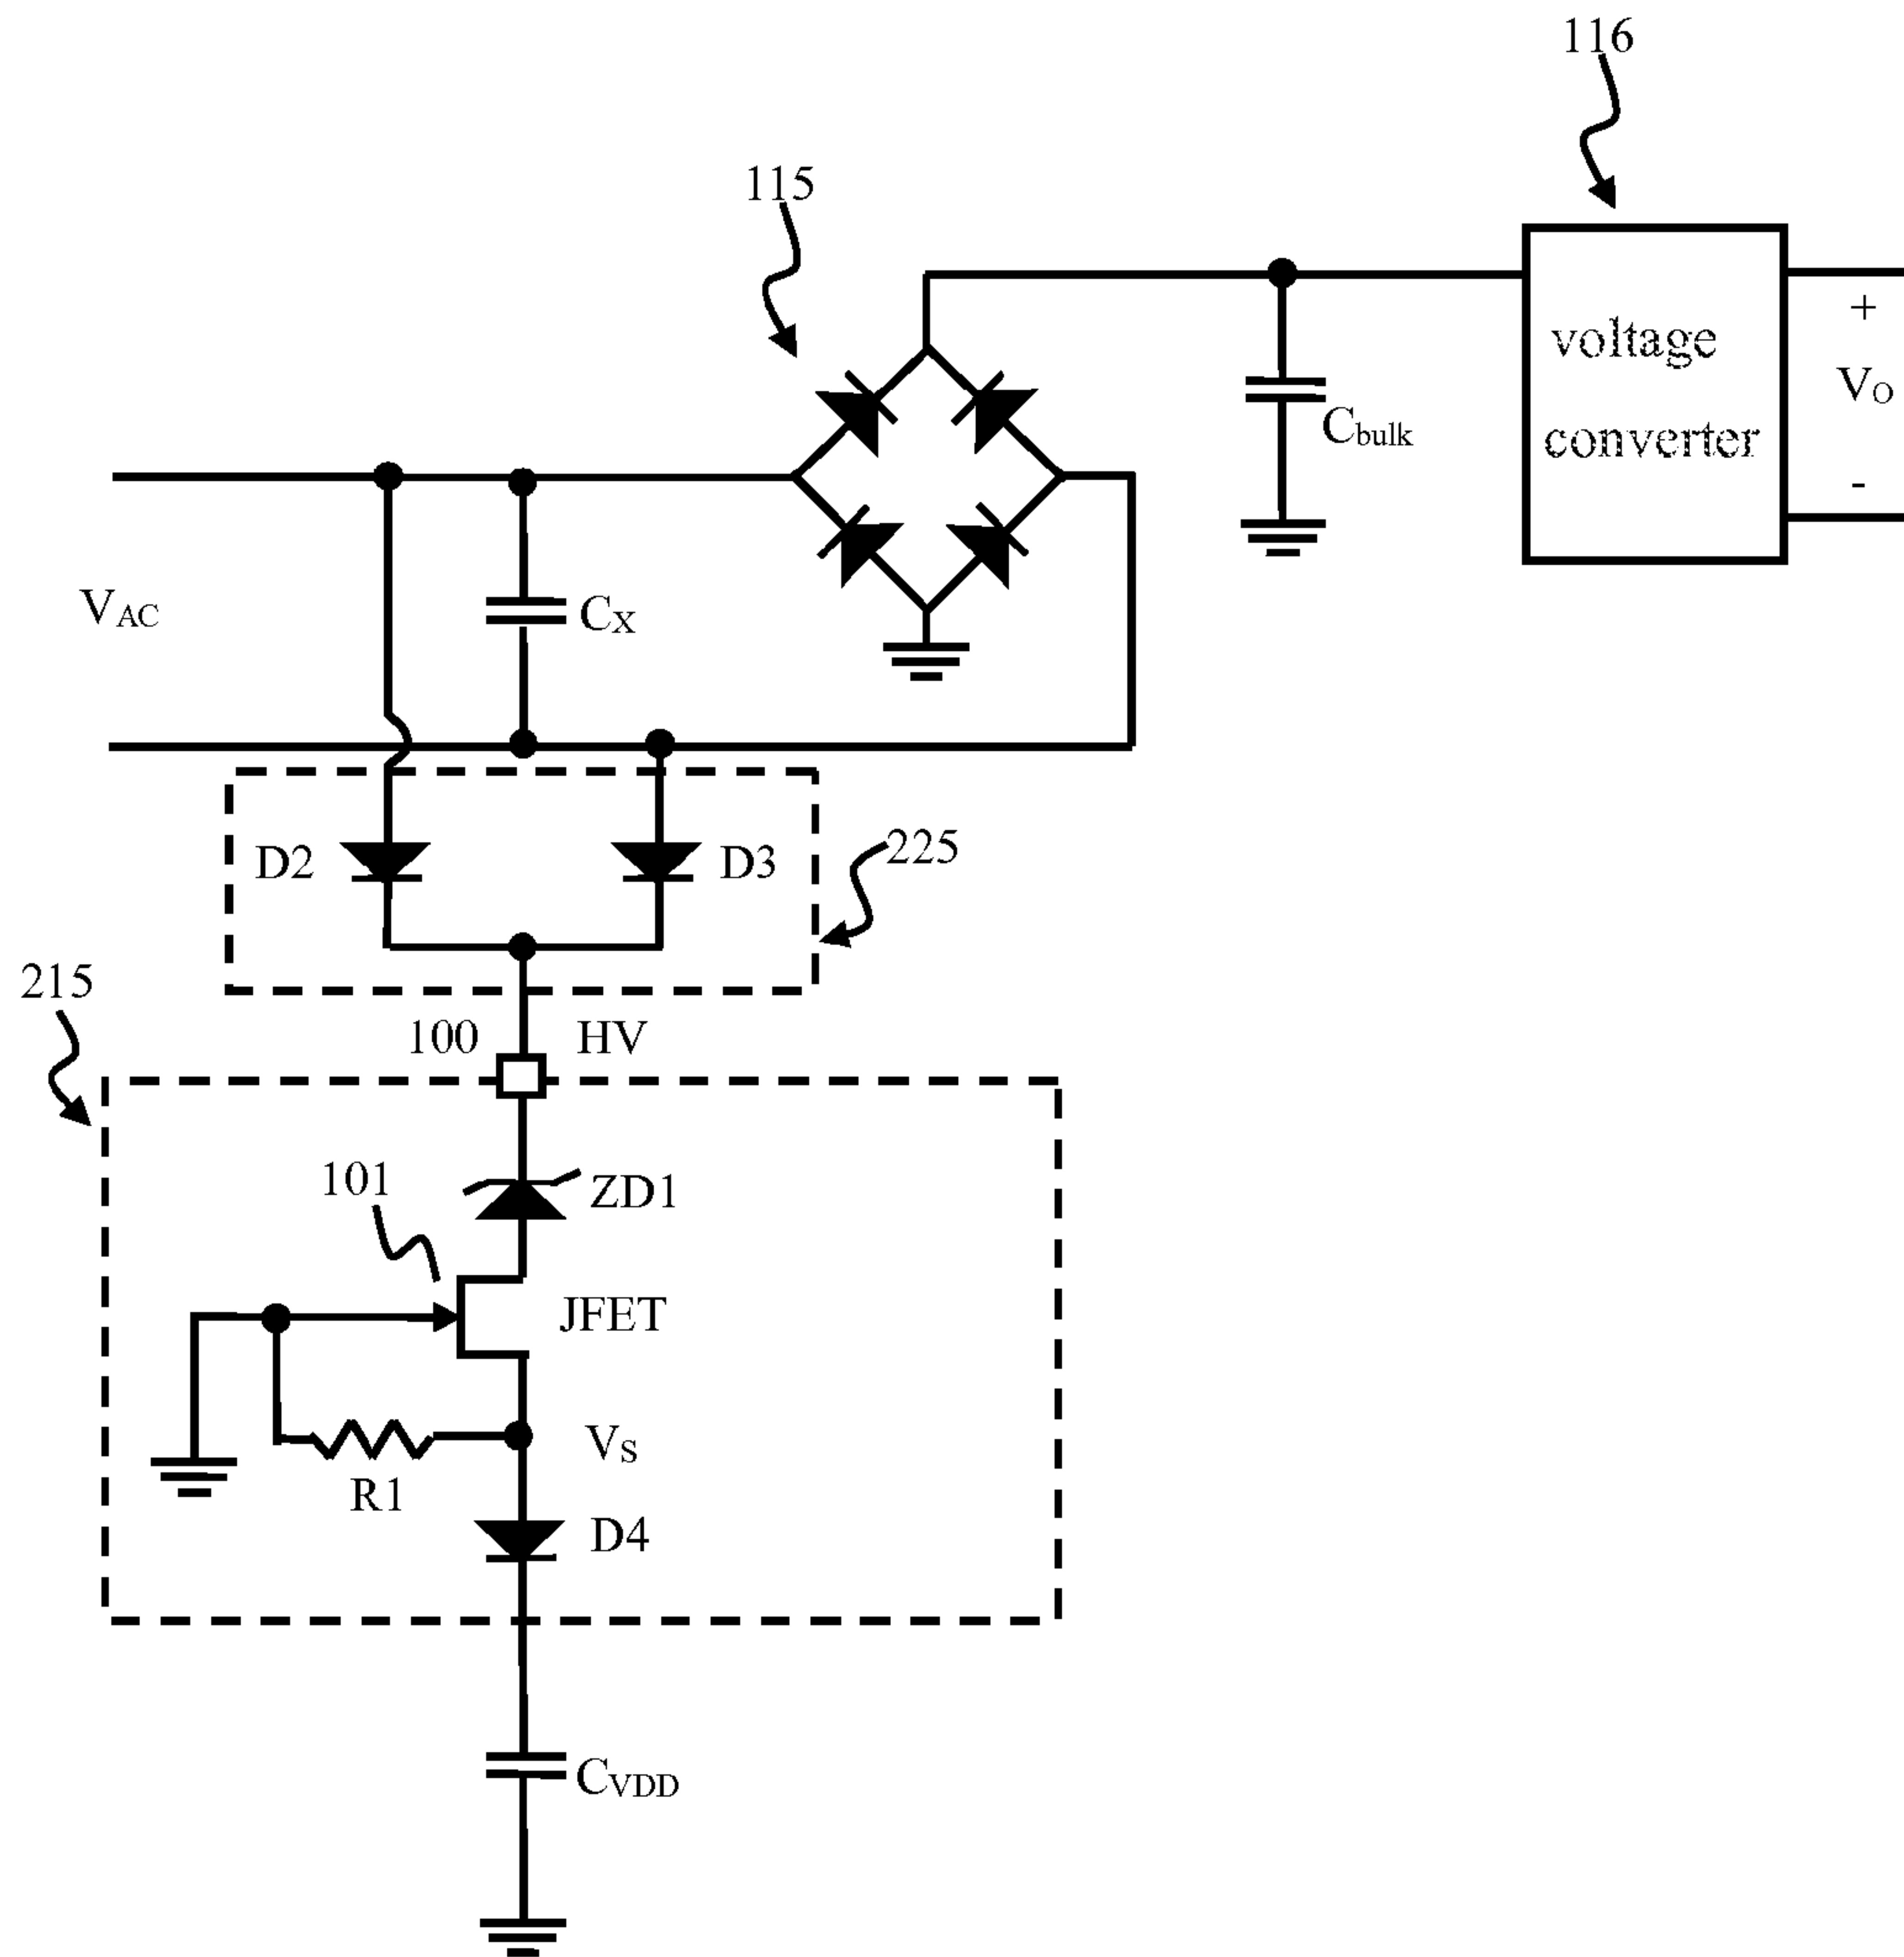 116
115
voltage
converter
+
VO
-
Cbulk
VAC
CX
D2
D3
225
215
100
HV
101
ZD1
JFET
VS
R1
D4
CVDD